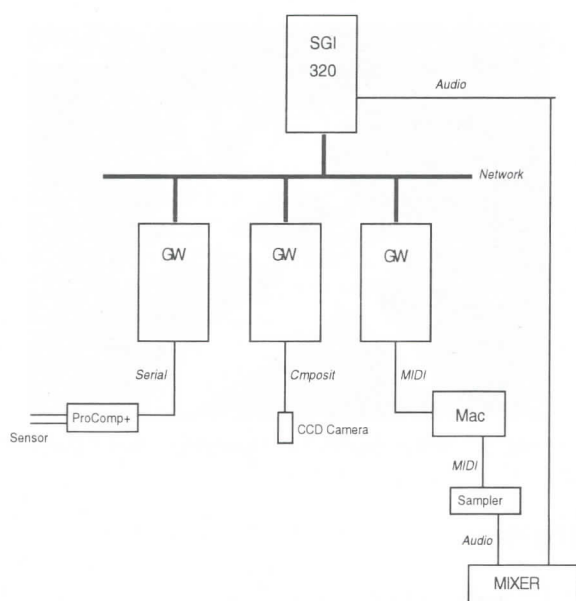 SGI
320
Audio
Network
GW
GW
GW
Serial
Cmposit
MIDI
ProComp+
Sensor
CCD Camera
Mac
MIDI
Sampler
Audio
MIXER